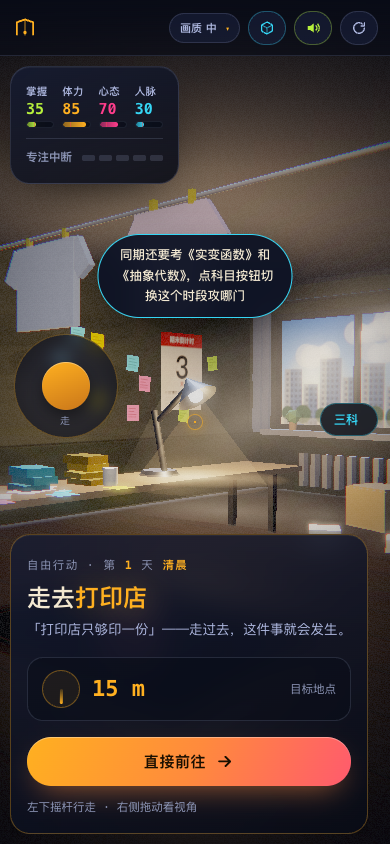 画质 中
掌握 体力 心态 人脉
35 85 70 30
专注中断
同期还要考《实变函数》和
《抽象代数》，点科目按钮切
换这个时段攻哪门
期末倒计时
3
走
三科
自由行动 · 第 1 天 清晨
走去打印店
「打印店只够印一份」——走过去，这件事就会发生。
15 m 目标地点
直接前往 →
左下摇杆行走 · 右侧拖动看视角